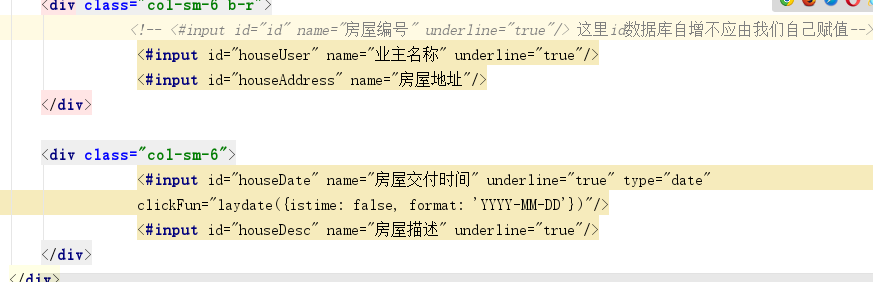 <div class="col-sm-6 b-r">
<!-- <#input id="id" name="房屋编号" underline="true"/> 这里id数据库自增不应由我们自己赋值-->
<#input id="houseUser" name="业主名称" underline="true"/>
<#input id="houseAddress" name="房屋地址"/>
</div>
<div class="col-sm-6">
<#input id="houseDate" name="房屋交付时间" underline="true" type="date"
clickFun="laydate({istime: false, format: 'YYYY-MM-DD'})"/>
<#input id="houseDesc" name="房屋描述" underline="true"/>
</div>
</div>